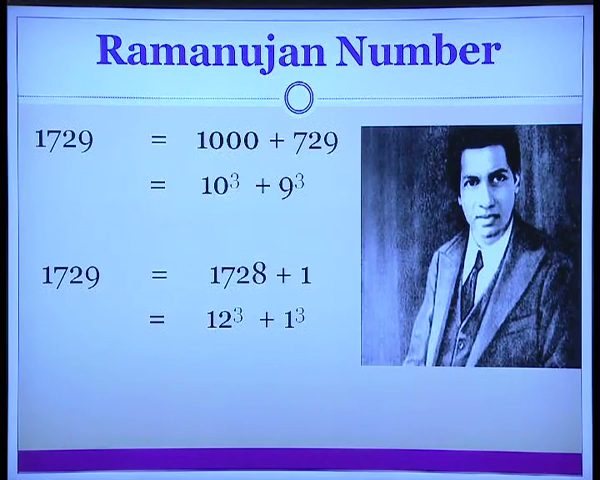 Ramanujan Number
1729 = 1000 + 729
= 10³ + 9³
1729 = 1728 + 1
= 12³ + 1³